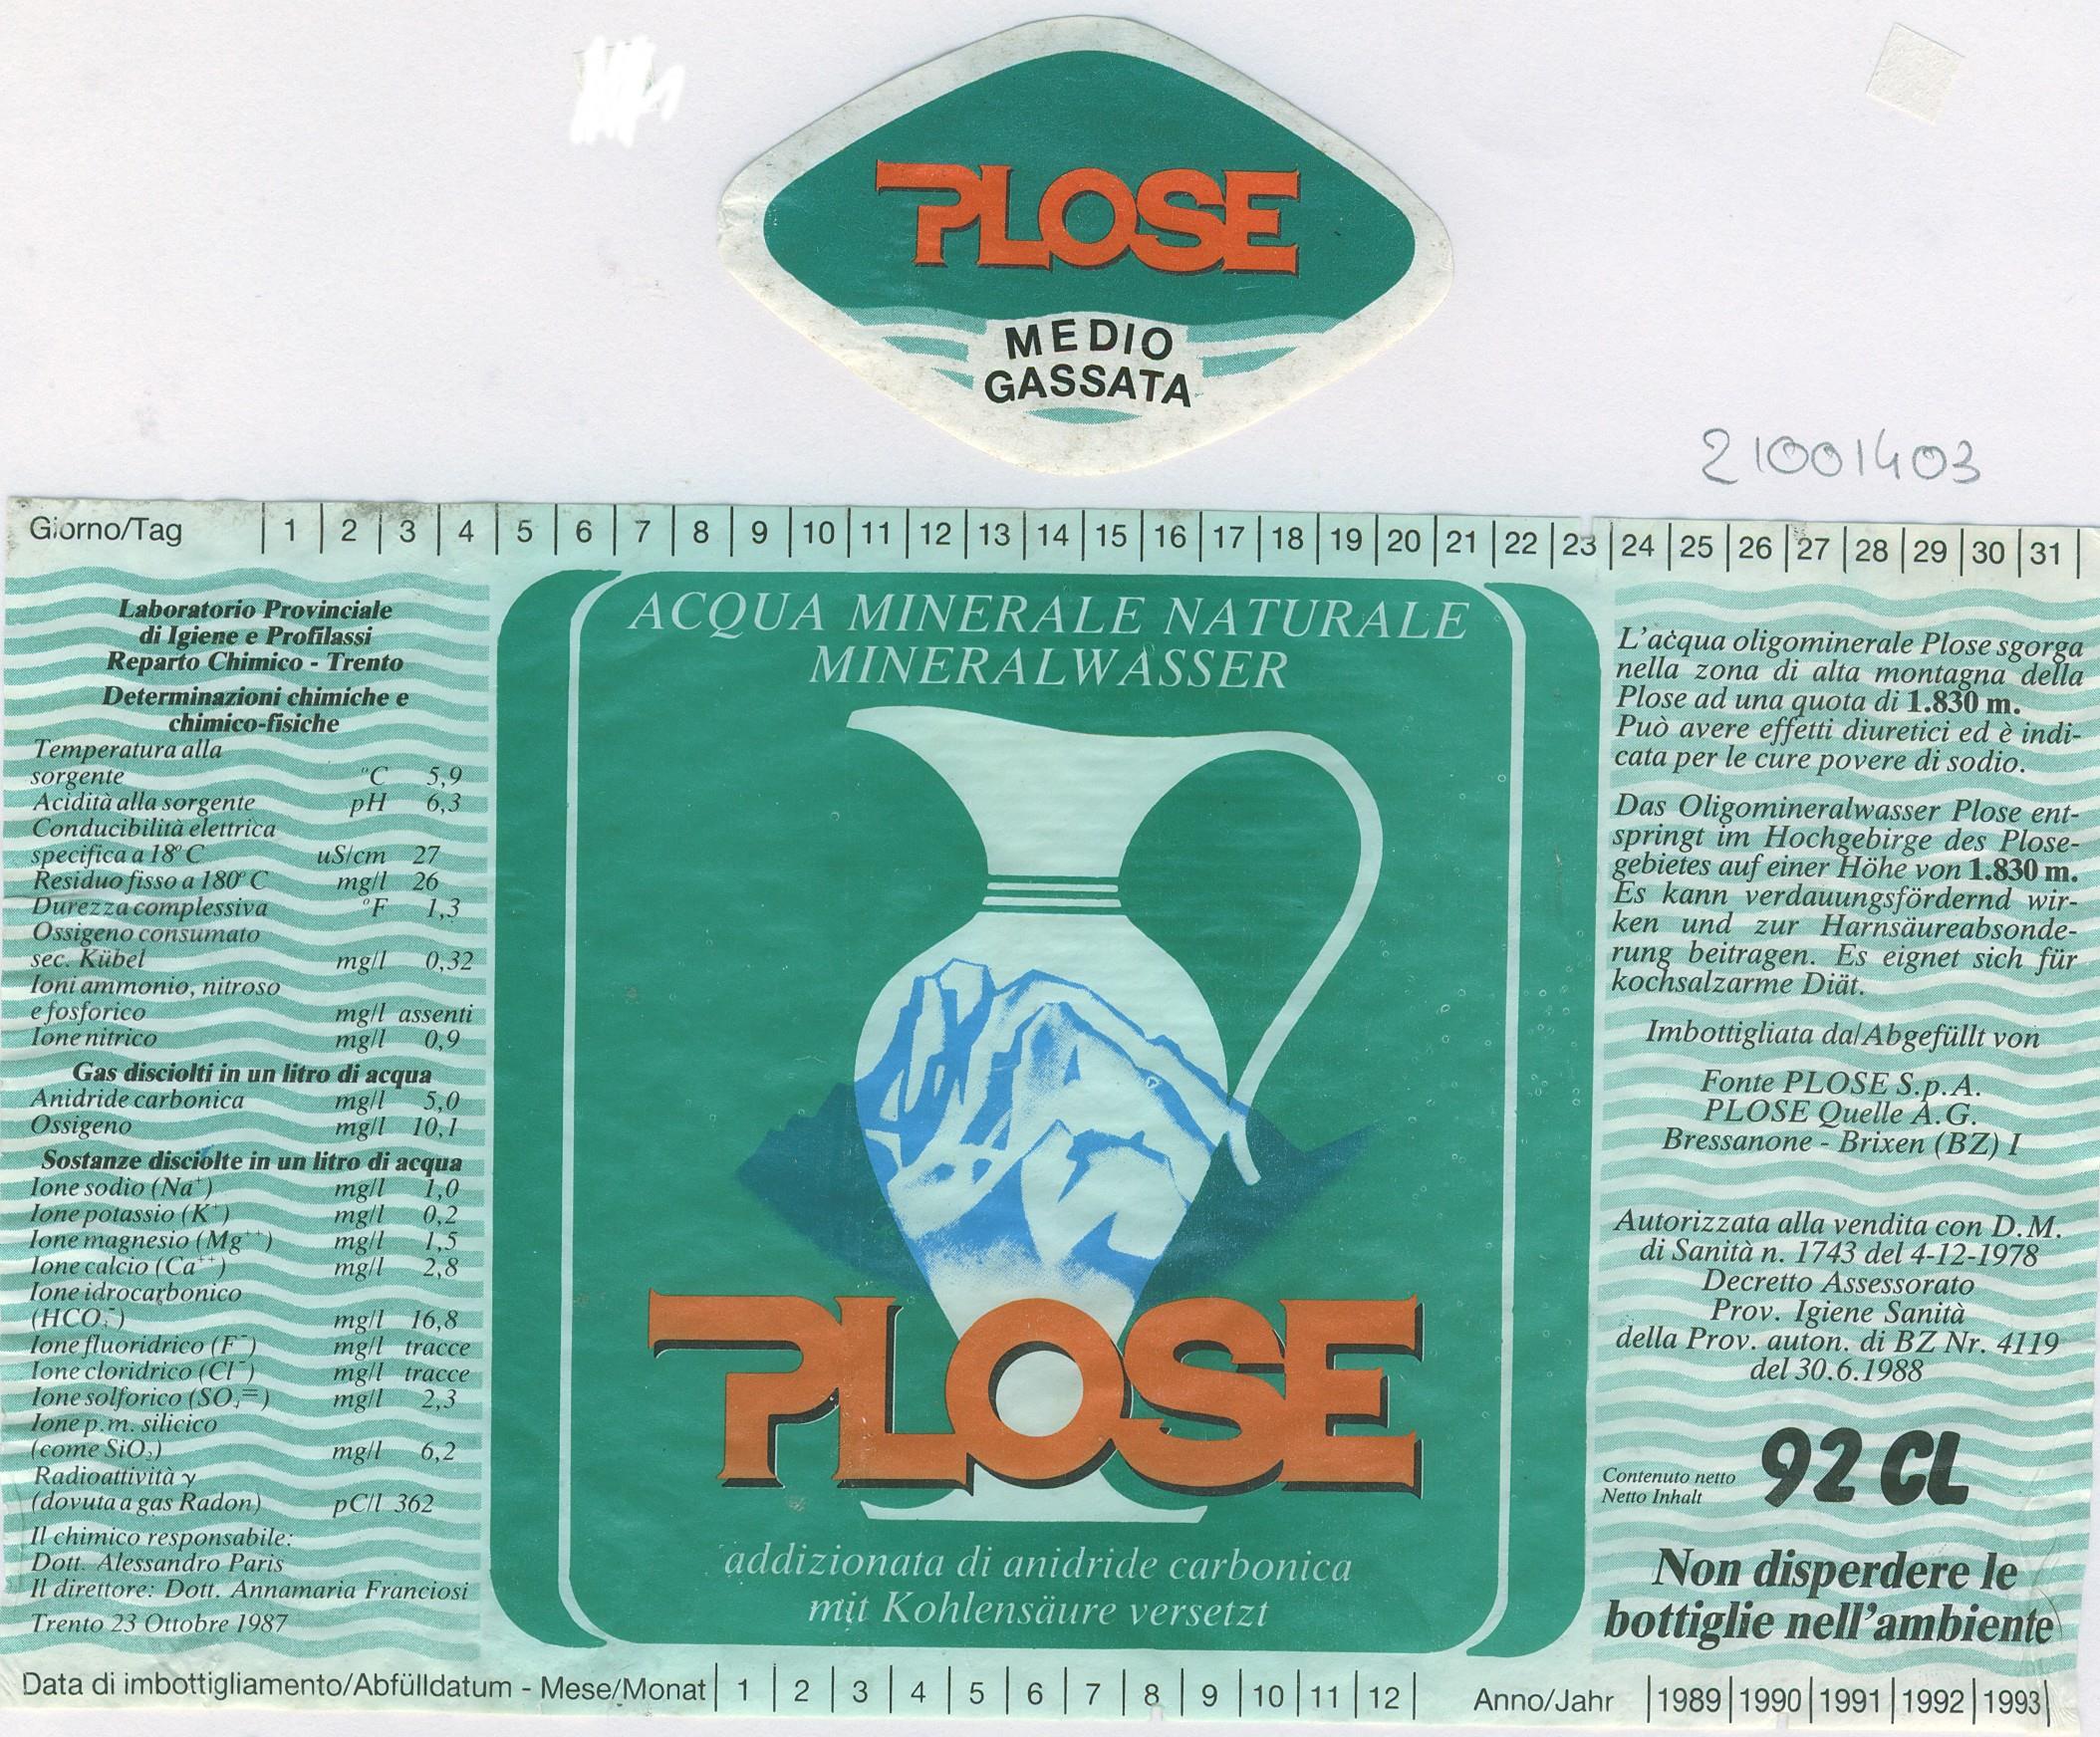 PLOSE
MEDIO
GASSATA
21001403
Giorno/Tag | 1 | 2 | 3 | 4 | 5 | 6 | 7 | 8 | 9 | 10 | 11 | 12 | 13 | 14 | 15 | 16 | 17 | 18 | 19 | 20 | 21 | 22 | 23 | 24 | 25 | 26 | 27 | 28 | 29 | 30 | 31 |
Laboratorio Provinciale
di Igiene e Profilassi
Reparto Chimico - Trento
Determinazioni chimiche e
chimico-fisiche
Temperatura alla
sorgente °C 5,9
Acidità alla sorgente pH 6,3
Conducibilità elettrica
specifica a 18° C uS/cm 27
Residuo fisso a 180° C mg/l 26
Durezza complessiva °F 1,3
Ossigeno consumato
sec. Kübel mg/l 0,32
Ioni ammonio, nitroso
e fosforico mg/l assenti
Ione nitrico mg/l 0,9
Gas disciolti in un litro di acqua
Anidride carbonica mg/l 5,0
Ossigeno mg/l 10,1
Sostanze disciolte in un litro di acqua
Ione sodio (Na⁺) mg/l 1,0
Ione potassio (K⁺) mg/l 0,2
Ione magnesio (Mg⁺⁺) mg/l 1,5
Ione calcio (Ca⁺⁺) mg/l 2,8
Ione idrocarbonico
(HCO₃⁻) mg/l 16,8
Ione fluoridrico (F⁻) mg/l tracce
Ione cloridrico (Cl⁻) mg/l tracce
Ione solforico (SO₄⁼) mg/l 2,3
Ione p.m. silicico
(come SiO₂) mg/l 6,2
Radioattività γ
(dovuta a gas Radon) pC/l 362
Il chimico responsabile:
Dott. Alessandro Paris
Il direttore: Dott. Annamaria Franciosi
Trento 23 Ottobre 1987
ACQUA MINERALE NATURALE
MINERALWASSER
PLOSE
addizionata di anidride carbonica
mit Kohlensäure versetzt
L'acqua oligominerale Plose sgorga
nella zona di alta montagna della
Plose ad una quota di 1.830 m.
Può avere effetti diuretici ed è indi-
cata per le cure povere di sodio.
Das Oligomineralwasser Plose ent-
springt im Hochgebirge des Plose-
gebietes auf einer Höhe von 1.830 m.
Es kann verdauungsfördernd wir-
ken und zur Harnsäureabsonde-
rung beitragen. Es eignet sich für
kochsalzarme Diät.
Imbottigliata da/Abgefüllt von
Fonte PLOSE S.p.A.
PLOSE Quelle A.G.
Bressanone - Brixen (BZ) I
Autorizzata alla vendita con D.M.
di Sanità n. 1743 del 4-12-1978
Decretto Assessorato
Prov. Igiene Sanità
della Prov. auton. di BZ Nr. 4119
del 30.6.1988
Contenuto netto
Netto Inhalt
92 CL
Non disperdere le
bottiglie nell'ambiente
Data di imbottigliamento/Abfülldatum - Mese/Monat | 1 | 2 | 3 | 4 | 5 | 6 | 7 | 8 | 9 | 10 | 11 | 12 | Anno/Jahr | 1989 | 1990 | 1991 | 1992 | 1993 |